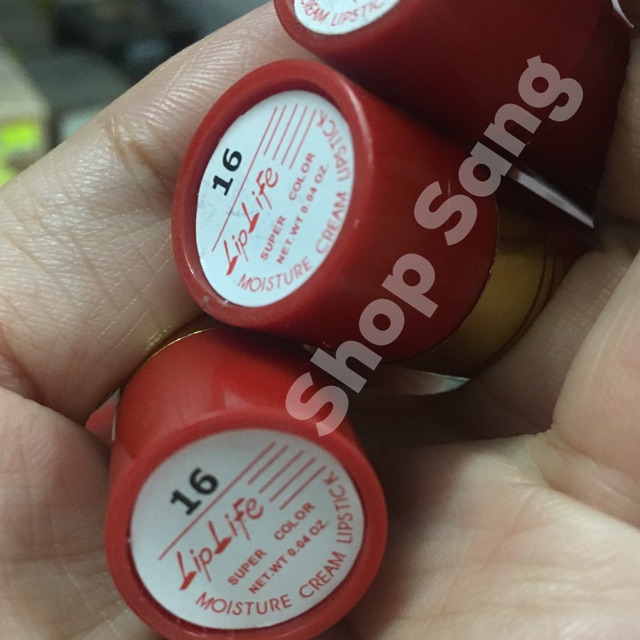 CREAM LIPSTIC
16
LipLife
SUPER COLOR
NET.WT 0.04 OZ.
MOISTURE CREAM LIPSTICK
Shop Sang
16
LipLife
SUPER COLOR
NET.WT 0.04 OZ.
MOISTURE CREAM LIPSTICK